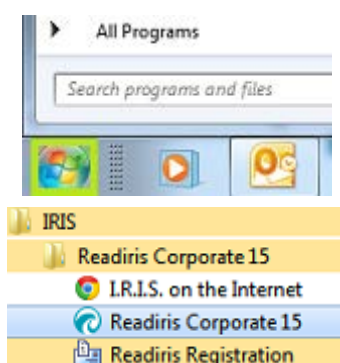 All Programs
Search programs and files
IRIS
Readiris Corporate 15
I.R.I.S. on the Internet
Readiris Corporate 15
Readiris Registration